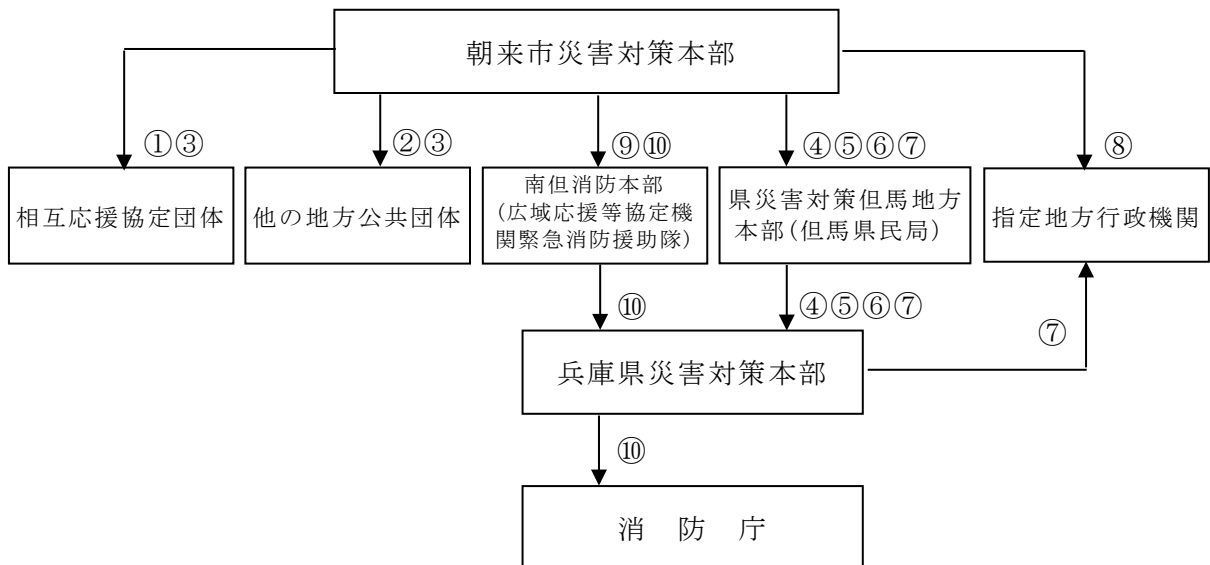 朝来市災害対策本部
①③
②③
⑨⑩
④⑤⑥⑦
⑧
相互応援協定団体
他の地方公共団体
南但消防本部
(広域応援等協定機
関緊急消防援助隊)
県災害対策但馬地方
本部(但馬県民局)
指定地方行政機関
⑩
④⑤⑥⑦
⑦
兵庫県災害対策本部
⑩
消 防 庁